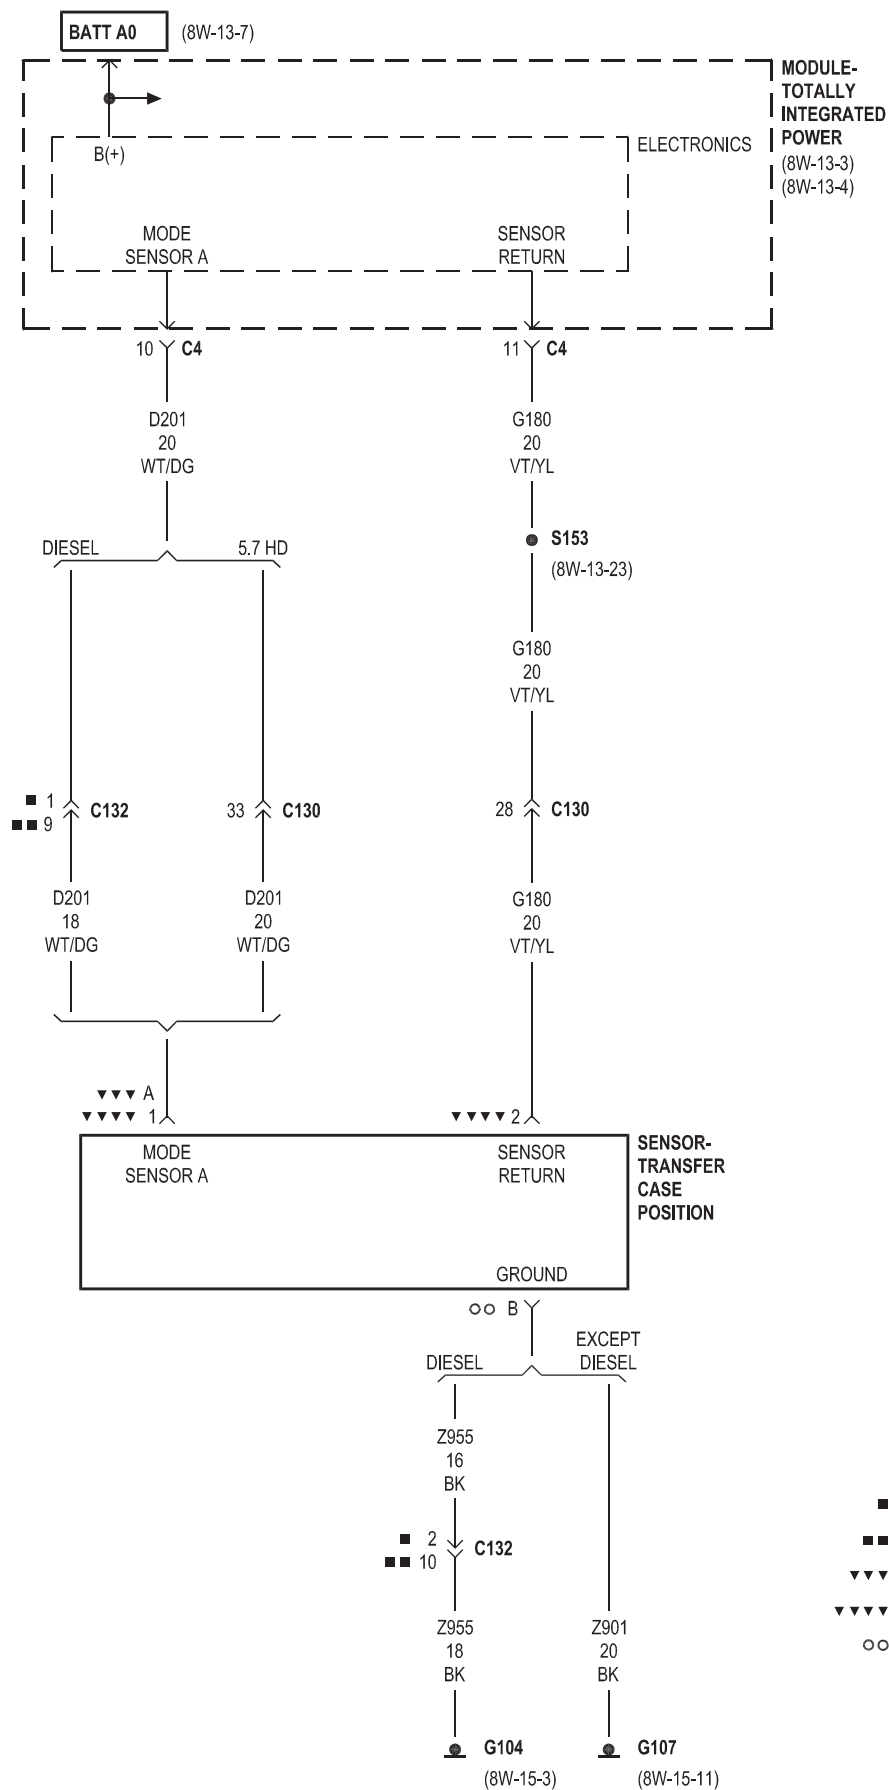 BATT A0 (8W-13-7)
MODULE-
TOTALLY
INTEGRATED
POWER
(8W-13-3)
(8W-13-4)
ELECTRONICS
B(+)
MODE
SENSOR A
SENSOR
RETURN
10 C4
11 C4
D201
20
WT/DG
G180
20
VT/YL
S153
(8W-13-23)
DIESEL
5.7 HD
G180
20
VT/YL
■ 1
■■ 9
C132
33 C130
28 C130
D201
18
WT/DG
D201
20
WT/DG
G180
20
VT/YL
▼▼▼ A
▼▼▼▼ 1
▼▼▼▼ 2
MODE
SENSOR A
SENSOR
RETURN
SENSOR-
TRANSFER
CASE
POSITION
GROUND
○○ B
DIESEL
EXCEPT
DIESEL
Z955
16
BK
■ 2
■■ 10
C132
■
■■
▼▼▼
▼▼▼▼
○○
Z955
18
BK
Z901
20
BK
G104
(8W-15-3)
G107
(8W-15-11)